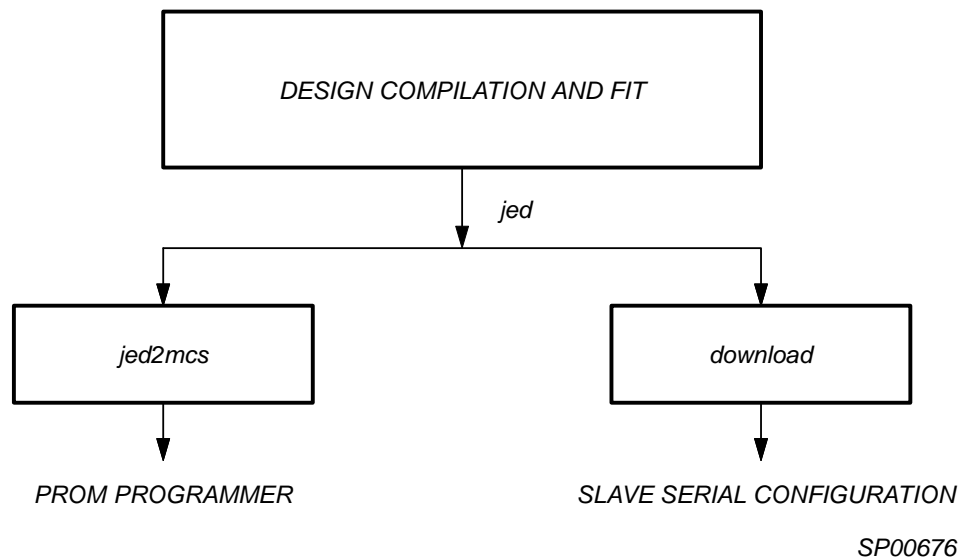 DESIGN COMPILATION AND FIT
jed
jed2mcs
download
PROM PROGRAMMER
SLAVE SERIAL CONFIGURATION
SP00676